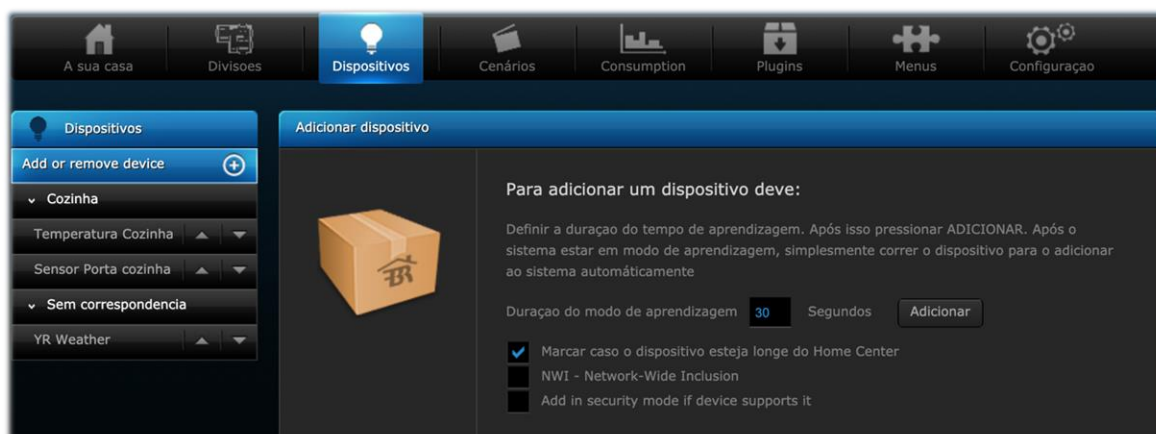 A sua casa
Divisoes
Dispositivos
Cenários
Consumption
Plugins
Menus
Configuraçao
Dispositivos
Add or remove device
Cozinha
Temperatura Cozinha
Sensor Porta cozinha
Sem correspondencia
YR Weather
Adicionar dispositivo
Para adicionar um dispositivo deve:
Definir a duraçao do tempo de aprendizagem. Após isso pressionar ADICIONAR. Após o
sistema estar em modo de aprendizagem, simplesmente correr o dispositivo para o adicionar
ao sistema automáticamente
Duraçao do modo de aprendizagem 30 Segundos Adicionar
Marcar caso o dispositivo esteja longe do Home Center
NWI - Network-Wide Inclusion
Add in security mode if device supports it